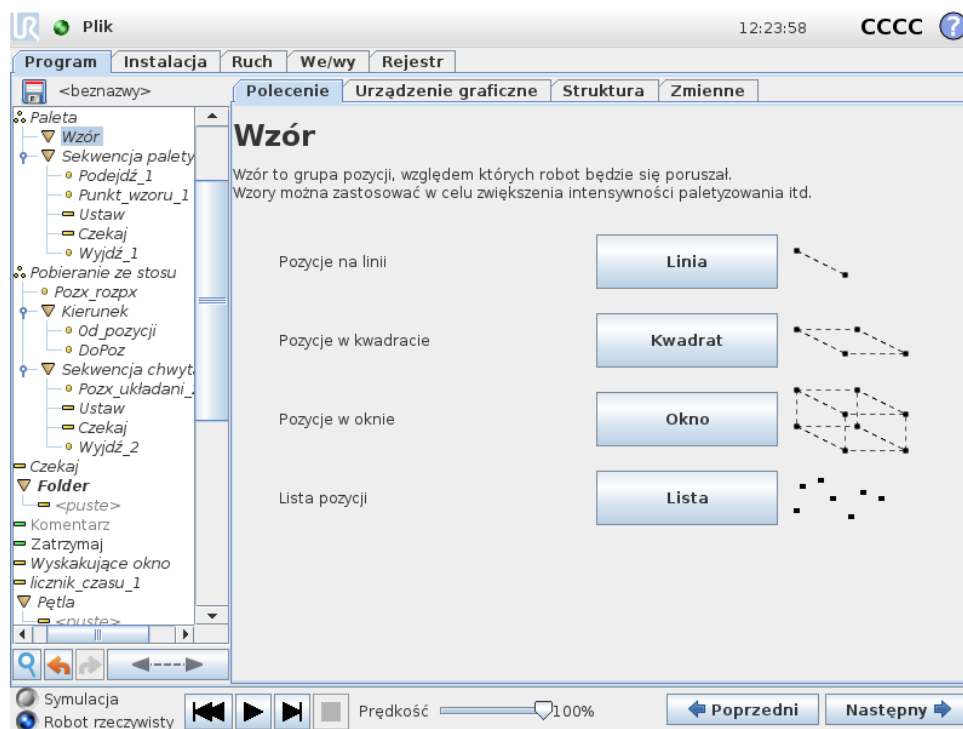 UR Plik 12:23:58 CCCC ?
Program Instalacja Ruch We/wy Rejestr
<beznazwy>
Polecenie Urządzenie graficzne Struktura Zmienne
Paleta
Wzór
Sekwencja palety
Podejdź_1
Punkt_wzoru_1
Ustaw
Czekaj
Wyjdź_1
Pobieranie ze stosu
Pozx_rozpx
Kierunek
Od_pozycji
DoPoz
Sekwencja chwyta
Pozx_układani_2
Ustaw
Czekaj
Wyjdź_2
Czekaj
Folder
<puste>
Komentarz
Zatrzymaj
Wyskakujące okno
licznik_czasu_1
Pętla
<puste>
Wzór
Wzór to grupa pozycji, względem których robot będzie się poruszał.
Wzory można zastosować w celu zwiększenia intensywności paletyzowania itd.
Pozycje na linii Linia
Pozycje w kwadracie Kwadrat
Pozycje w oknie Okno
Lista pozycji Lista
Symulacja
Robot rzeczywisty
Prędkość 100%
Poprzedni Następny